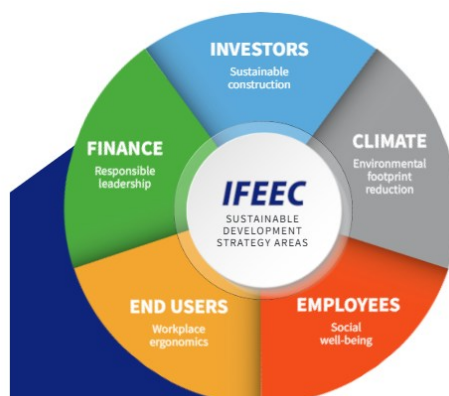 INVESTORS
Sustainable
construction
FINANCE
Responsible
leadership
CLIMATE
Environmental
footprint
reduction
IFEEC
SUSTAINABLE
DEVELOPMENT
STRATEGY AREAS
END USERS
Workplace
ergonomics
EMPLOYEES
Social
well-being